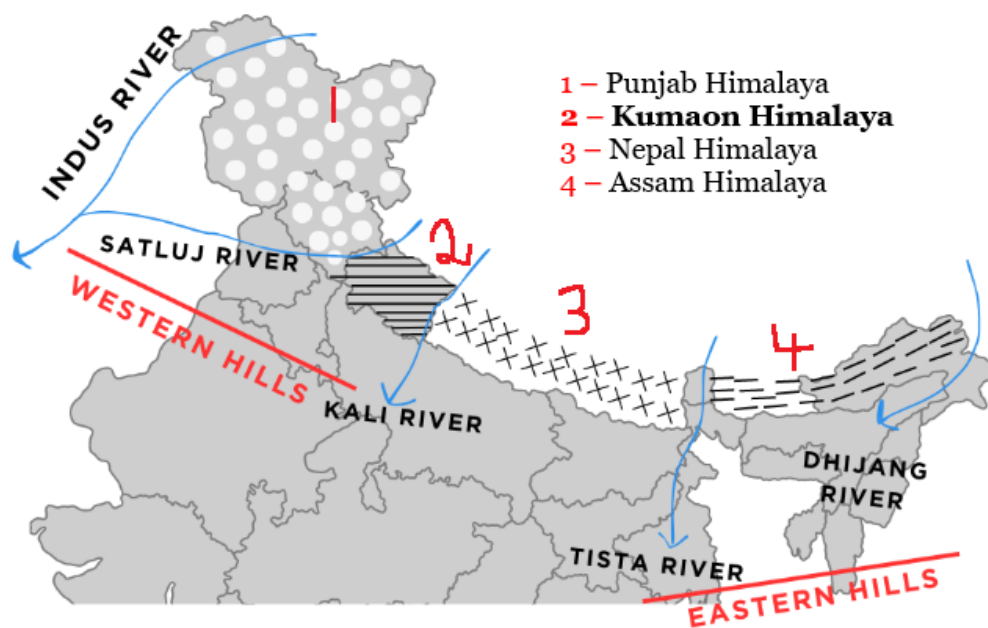 INDUS RIVER
1
1 – Punjab Himalaya
2 – Kumaon Himalaya
3 – Nepal Himalaya
4 – Assam Himalaya
2
SATLUJ RIVER
WESTERN HILLS
3
4
KALI RIVER
DHIJANG
RIVER
TISTA RIVER
EASTERN HILLS